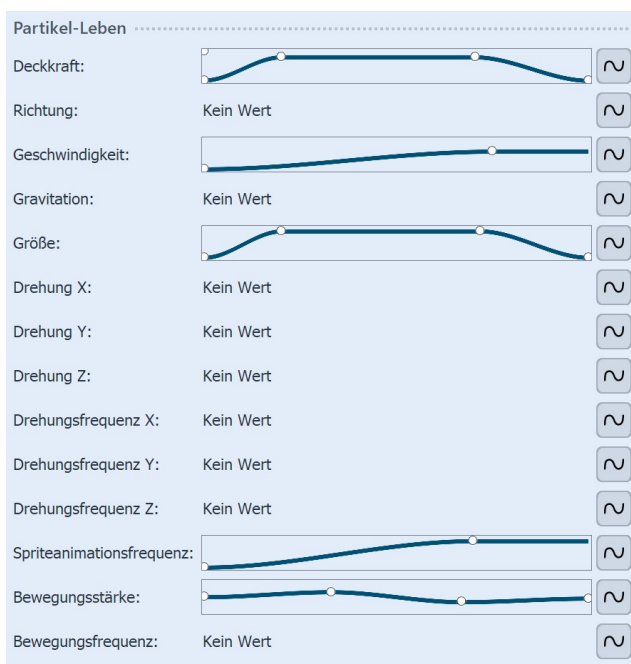 Partikel-Leben
Deckkraft:
Richtung: Kein Wert
Geschwindigkeit:
Gravitation: Kein Wert
Größe:
Drehung X: Kein Wert
Drehung Y: Kein Wert
Drehung Z: Kein Wert
Drehungsfrequenz X: Kein Wert
Drehungsfrequenz Y: Kein Wert
Drehungsfrequenz Z: Kein Wert
Spriteanimationsfrequenz:
Bewegungsstärke:
Bewegungsfrequenz: Kein Wert